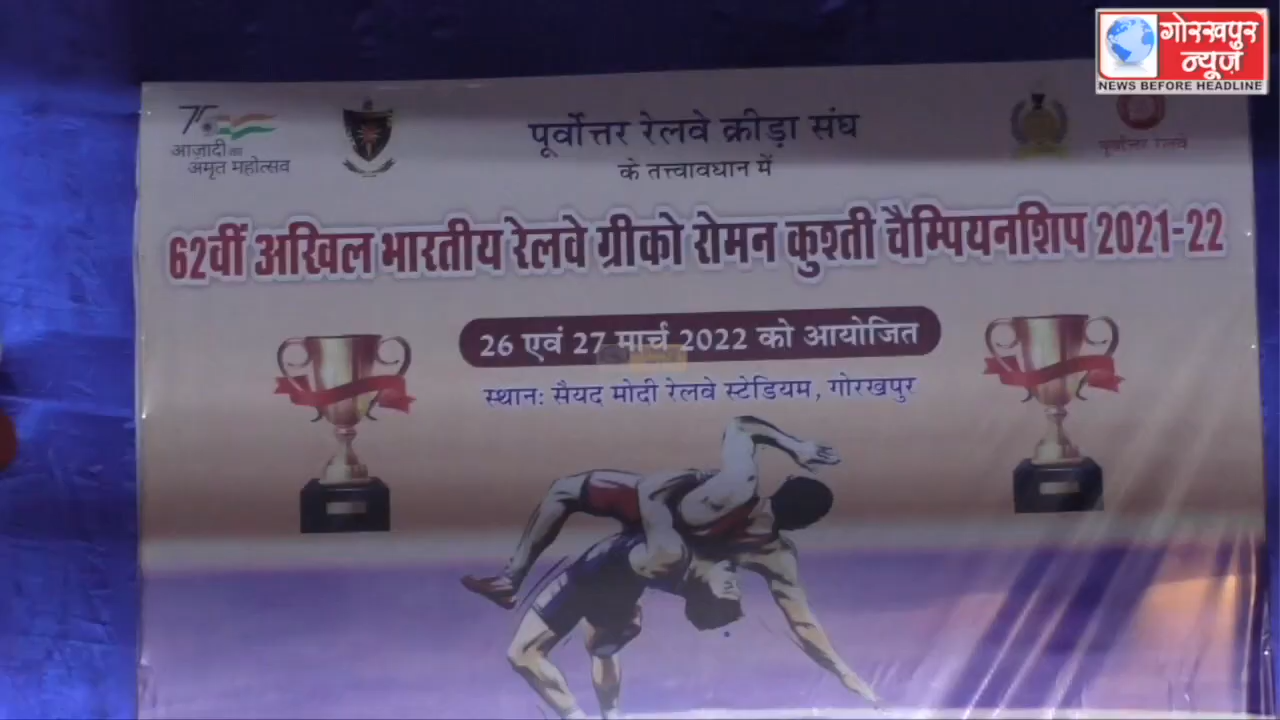 गोरखपुर
न्यूज़
NEWS BEFORE HEADLINE
75
आज़ादी का
अमृत महोत्सव
पूर्वोत्तर रेलवे क्रीड़ा संघ
के तत्त्वावधान में
पूर्वोत्तर रेलवे
62वीं अखिल भारतीय रेलवे ग्रीको रोमन कुश्ती चैम्पियनशिप 2021-22
26 एवं 27 मार्च 2022 को आयोजित
स्थान: सैयद मोदी रेलवे स्टेडियम, गोरखपुर